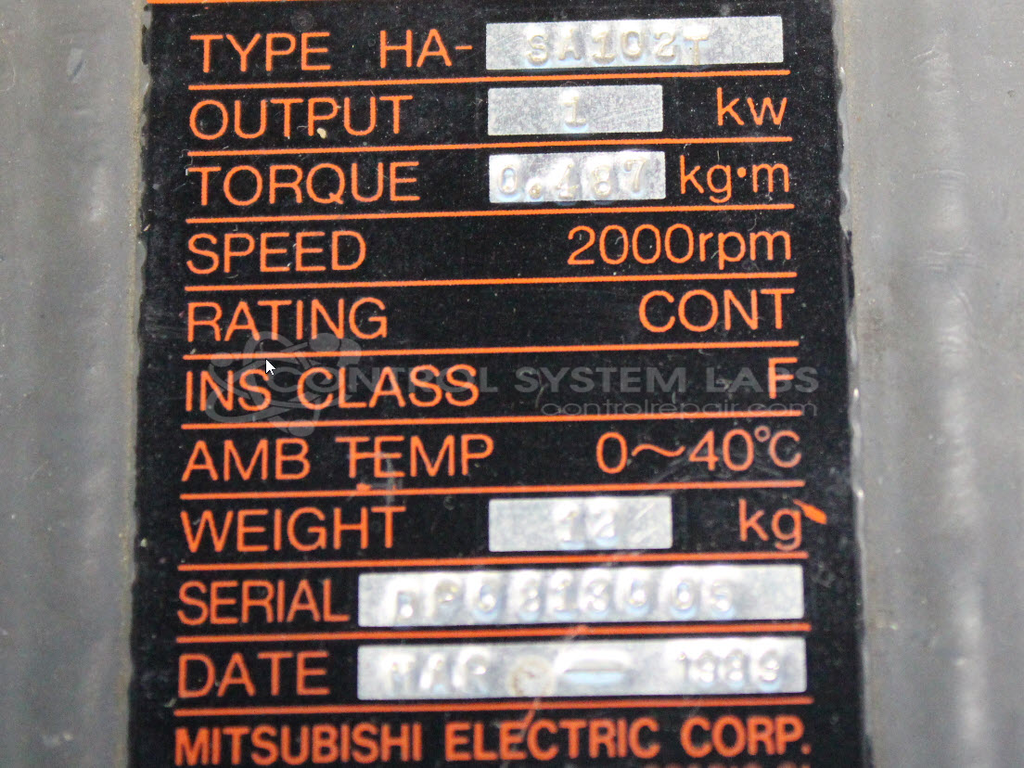 TYPE HA- SA102T
OUTPUT 1 kw
TORQUE 0.487 kg·m
SPEED 2000rpm
RATING CONT
INS CLASS F
CONTROL SYSTEM LABS
controlrepair.com
AMB TEMP 0～40℃
WEIGHT kg
SERIAL
DATE MAR — 1989
MITSUBISHI ELECTRIC CORP.